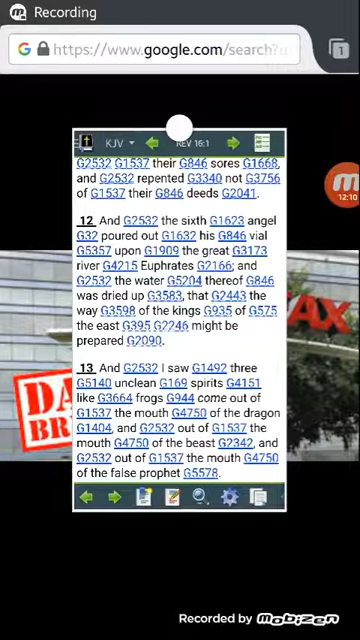 Recording
https://www.google.com/search?q
1
KJV REV 16:1
G2532 G1537 their G846 sores G1668,
and G2532 repented G3340 not G3756
of G1537 their G846 deeds G2041.
12 And G2532 the sixth G1623 angel
G32 poured out G1632 his G846 vial
G5357 upon G1909 the great G3173
river G4215 Euphrates G2166; and
G2532 the water G5204 thereof G846
was dried up G3583, that G2443 the
way G3598 of the kings G935 of G575
the east G395 G2246 might be
prepared G2090.
13 And G2532 I saw G1492 three
G5140 unclean G169 spirits G4151
like G3664 frogs G944 come out of
G1537 the mouth G4750 of the dragon
G1404, and G2532 out of G1537 the
mouth G4750 of the beast G2342, and
G2532 out of G1537 the mouth G4750
of the false prophet G5578.
12:10
DA
BR
AX
Recorded by Mobizen